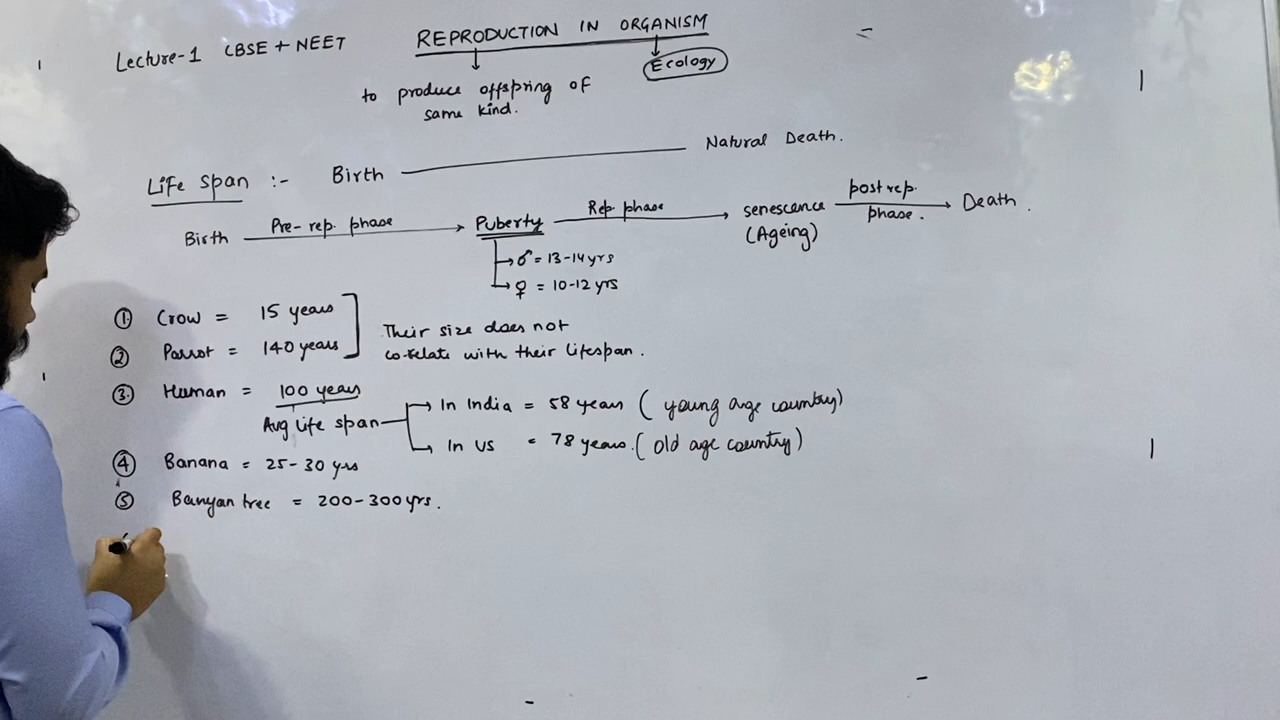 Lecture-1 CBSE + NEET
REPRODUCTION IN ORGANISM
Ecology
to produce offspring of
same kind.
Life span :- Birth Natural Death.
Birth Pre-rep. phase Puberty Rep phase senescence (Ageing) post rep. phase. Death.
♂ = 13-14 yrs
♀ = 10-12 yrs
① Crow = 15 years
② Parrot = 140 years
Their size does not
co-relate with their lifespan.
③ Human = 100 years
Avg life span
In India = 58 years (young age country)
In US = 78 years. (old age country)
④ Banana = 25-30 yrs
⑤ Banyan tree = 200-300 yrs.